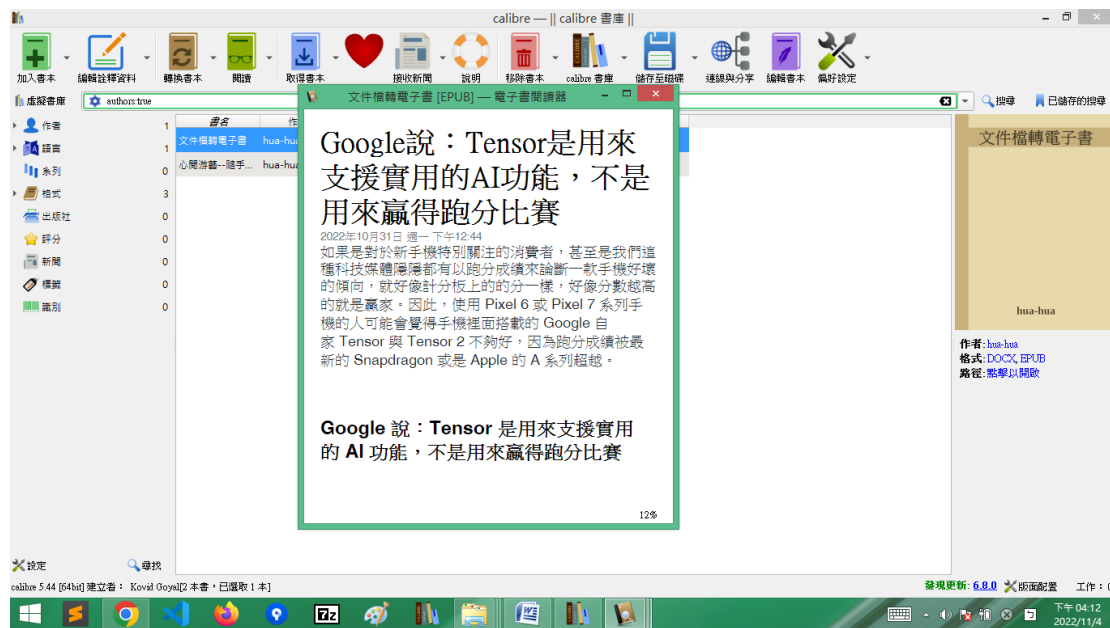 calibre — || calibre 書庫 ||
加入書本
編輯詮釋資料
轉換書本
閱讀
取得書本
接收新聞
說明
移除書本
calibre 書庫
儲存至磁碟
連線與分享
編輯書本
偏好設定
虛擬書庫
authors:true
搜尋
已儲存的搜尋
作者 1
語言 1
系列 0
格式 3
出版社 0
評分 0
新聞 0
標籤 0
識別 0
書名
文件檔轉電子書 hua-hua
心閒游藝--隨手... hua-hua
文件檔轉電子書 [EPUB] — 電子書閱讀器
Google說：Tensor是用來
支援實用的AI功能，不是
用來贏得跑分比賽
2022年10月31日 週一 下午12:44
如果是對於新手機特別關注的消費者，甚至是我們這
種科技媒體隱隱都有以跑分成績來論斷一款手機好壞
的傾向，就好像計分板上的的分一樣，好像分數越高
的就是贏家。因此，使用 Pixel 6 或 Pixel 7 系列手
機的人可能會覺得手機裡面搭載的 Google 自
家 Tensor 與 Tensor 2 不夠好，因為跑分成績被最
新的 Snapdragon 或是 Apple 的 A 系列超越。
Google 說：Tensor 是用來支援實用
的 AI 功能，不是用來贏得跑分比賽
12%
文件檔轉電子書
hua-hua
作者: hua-hua
格式: DOCX, EPUB
路徑: 點擊以開啟
設定
尋找
calibre 5.44 [64bit] 建立者： Kovid Goyal[2 本書，已選取 1 本]
發現更新: 6.8.0
版面配置
工作：
7z
下午 04:12
2022/11/4